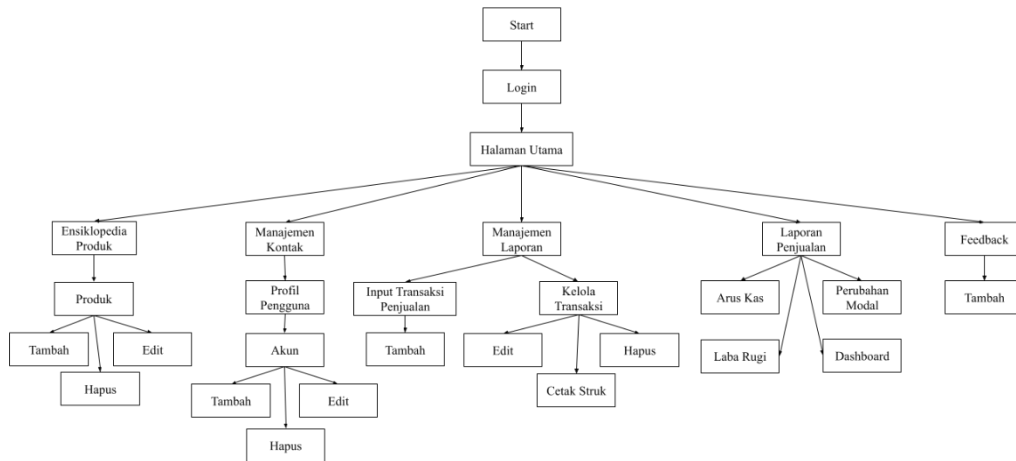 Start
Login
Halaman Utama
Ensiklopedia
Produk
Manajemen
Kontak
Manajemen
Laporan
Laporan
Penjualan
Feedback
Produk
Profil
Pengguna
Input Transaksi
Penjualan
Kelola
Transaksi
Arus Kas
Perubahan
Modal
Tambah
Tambah
Edit
Akun
Tambah
Edit
Hapus
Laba Rugi
Dashboard
Hapus
Cetak Struk
Tambah
Edit
Hapus